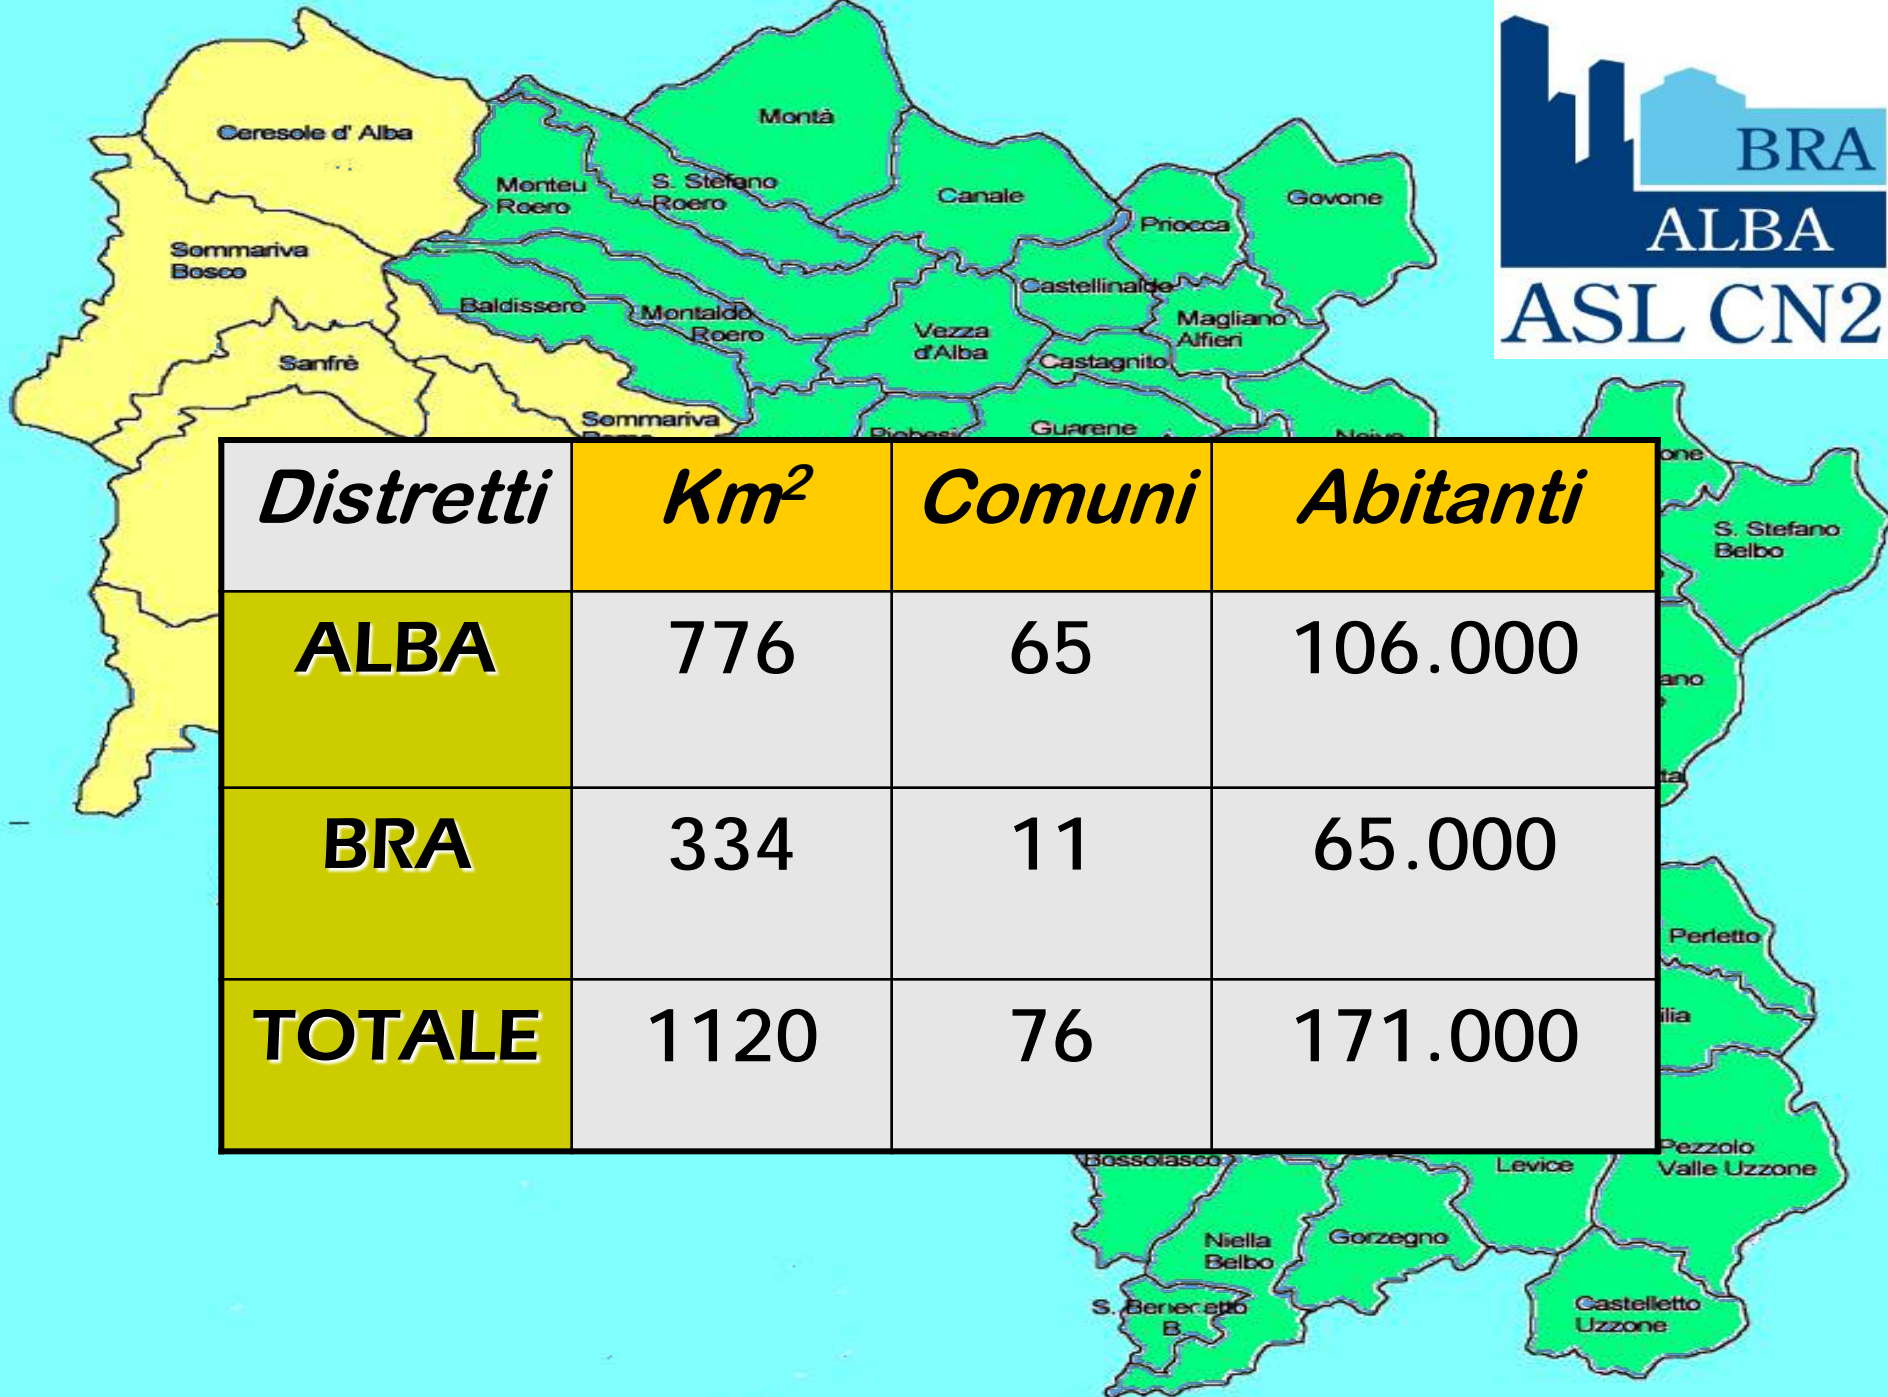 Ceresole d' Alba
Montà
Monteu
Roero
S. Stefano
Roero
Canale
Priocca
Govone
Sommariva
Bosco
Baldissero
Montaldo
Roero
Vezza
d'Alba
Castellinaldo
Magliano
Alfieri
Castagnito
Sanfrè
Sommariva
Guarene
BRA
ALBA
ASL CN2
Distretti Km2 Comuni Abitanti
ALBA 776 65 106.000
BRA 334 11 65.000
TOTALE 1120 76 171.000
S. Stefano
Belbo
Perletto
Pezzolo
Valle Uzzone
Bossolasco
Levice
Niella
Belbo
Gorzegno
S. Benedetto
B.
Castelletto
Uzzone